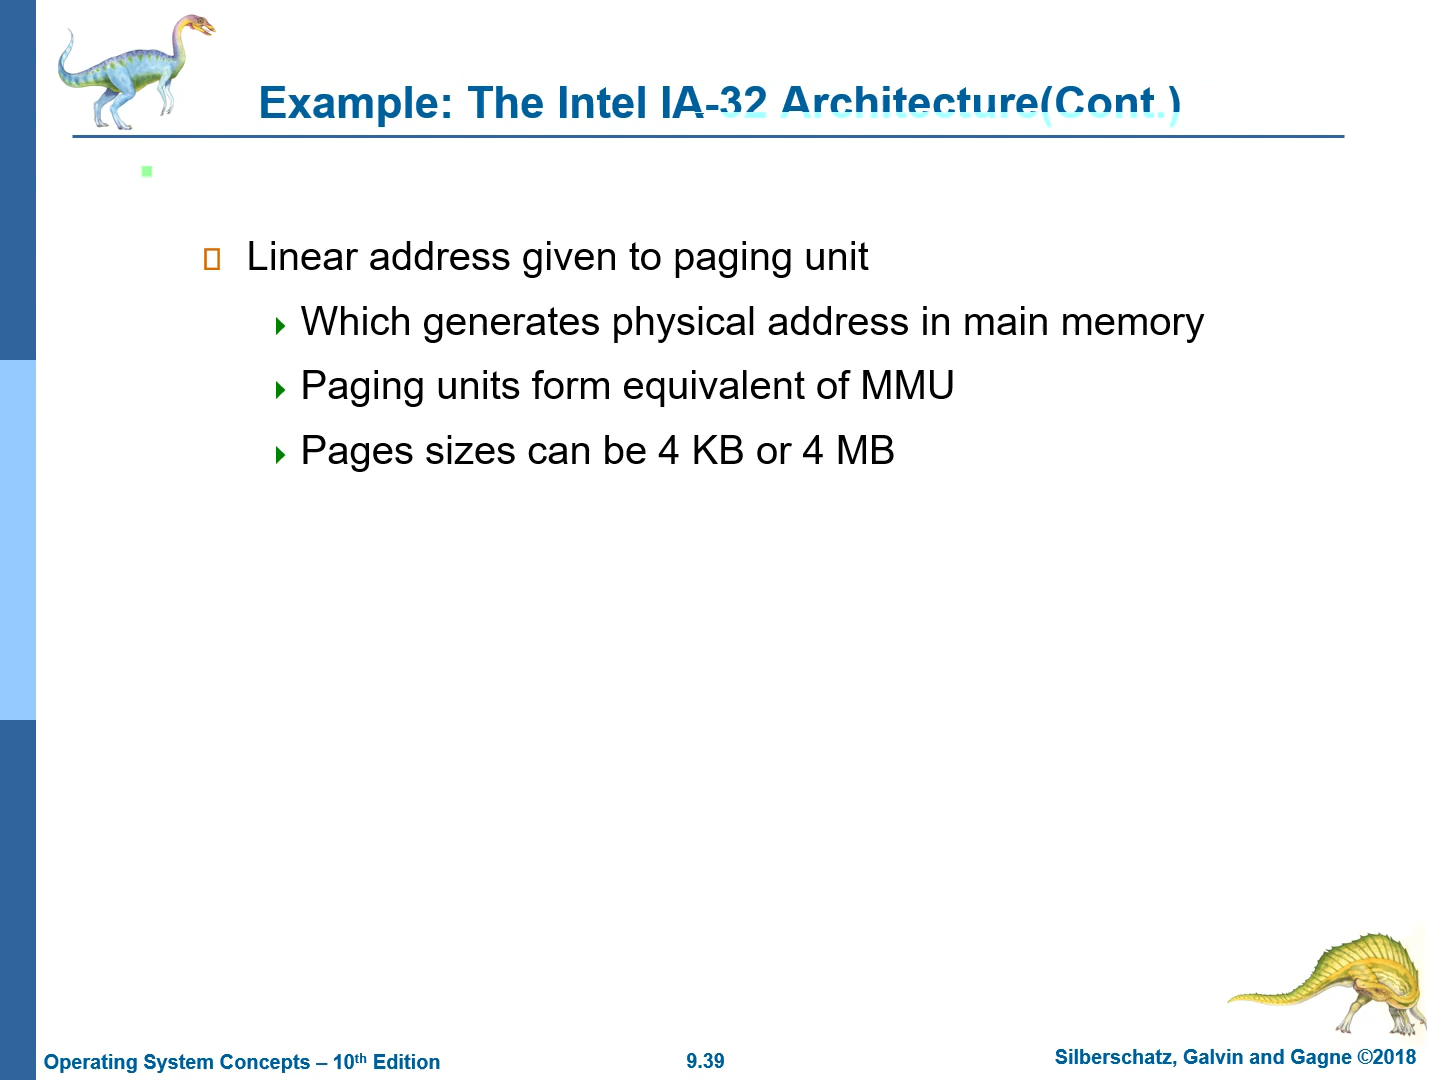 Example: The Intel IA-32 Architecture(Cont.)
Linear address given to paging unit
Which generates physical address in main memory
Paging units form equivalent of MMU
Pages sizes can be 4 KB or 4 MB
Operating System Concepts – 10th Edition
9.39
Silberschatz, Galvin and Gagne ©2018